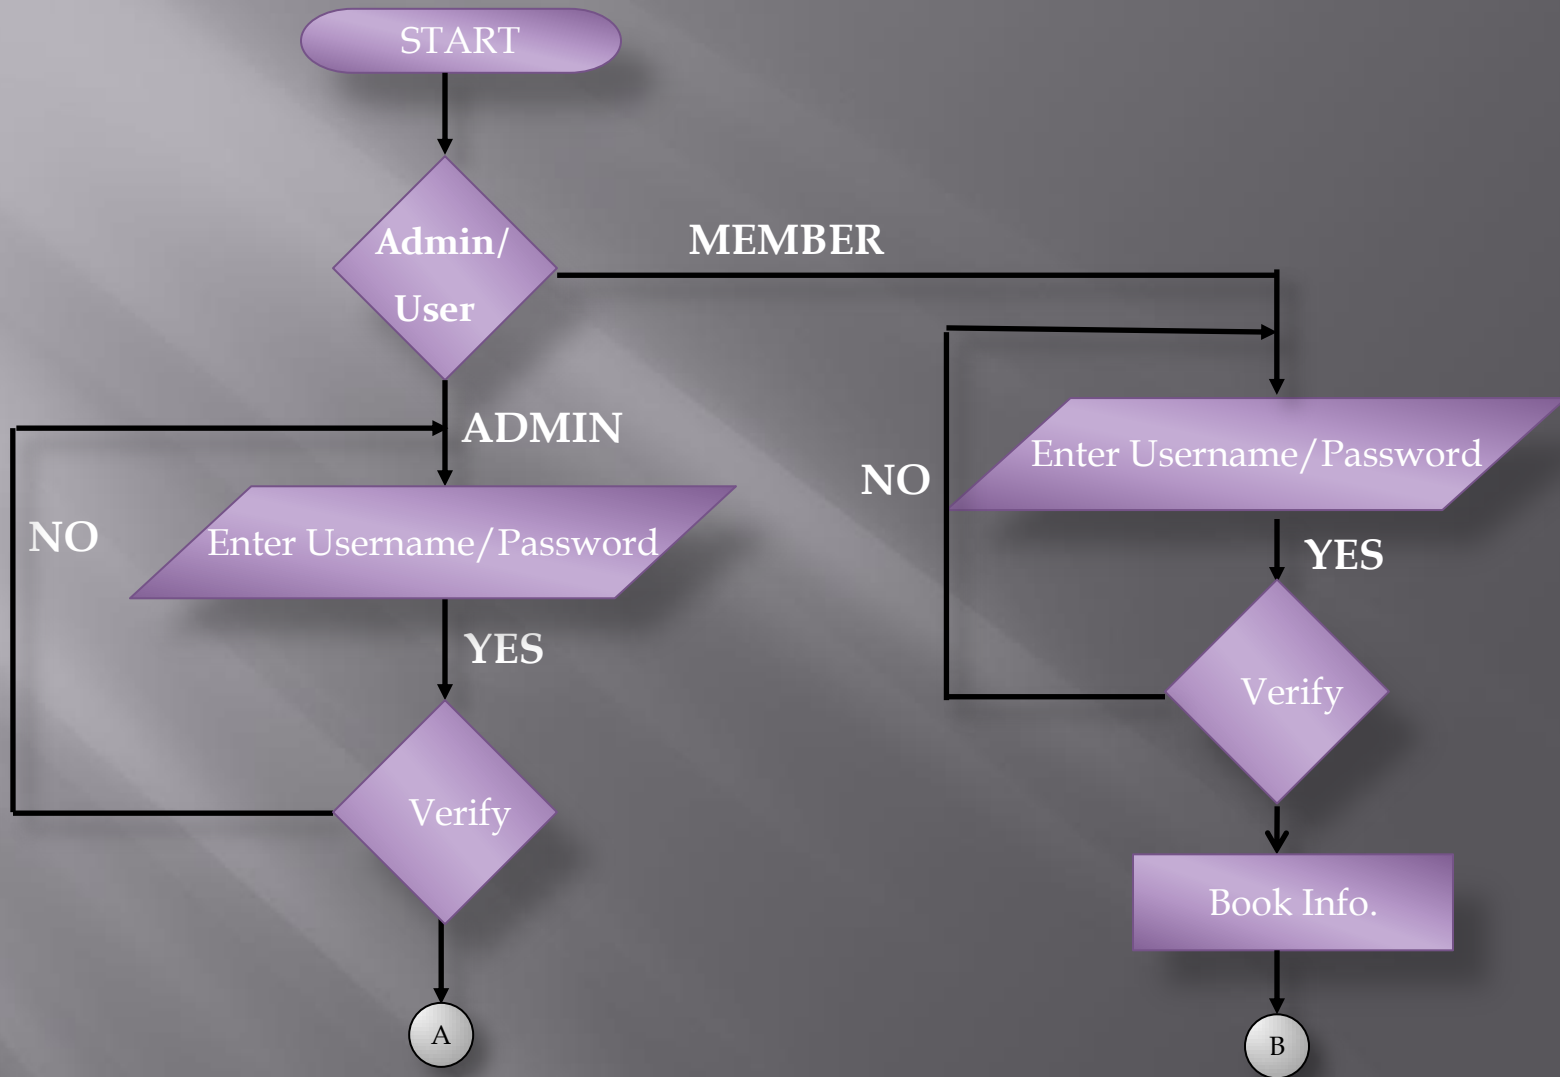 START
Admin/
User
MEMBER
ADMIN
NO
Enter Username/Password
YES
Verify
A
NO
Enter Username/Password
YES
Verify
Book Info.
B